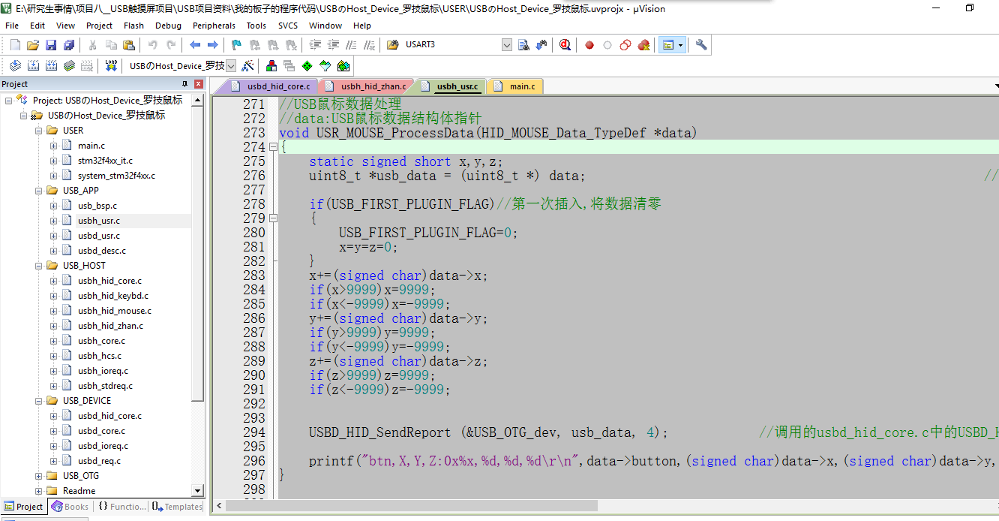 E:\研究生事情\项目八__USB触摸屏项目\USB项目资料\我的板子的程序代码\USBのHost_Device_罗技鼠标\USER\USBのHost_Device_罗技鼠标.uvprojx - µVision
File Edit View Project Flash Debug Peripherals Tools SVCS Window Help
USART3
LOAD USBのHost_Device_罗技
Project
usbd_hid_core.c usbh_hid_zhan.c usbh_usr.c main.c
Project: USBのHost_Device_罗技鼠标
USBのHost_Device_罗技鼠标
USER
main.c
stm32f4xx_it.c
system_stm32f4xx.c
USB_APP
usb_bsp.c
usbh_usr.c
usbd_usr.c
usbd_desc.c
USB_HOST
usbh_hid_core.c
usbh_hid_keybd.c
usbh_hid_mouse.c
usbh_hid_zhan.c
usbh_core.c
usbh_hcs.c
usbh_ioreq.c
usbh_stdreq.c
USB_DEVICE
usbd_hid_core.c
usbd_core.c
usbd_ioreq.c
usbd_req.c
USB_OTG
Readme
Project Books {} Functio... Templates
271 //USB鼠标数据处理
272 //data:USB鼠标数据结构体指针
273 void USR_MOUSE_ProcessData(HID_MOUSE_Data_TypeDef *data)
274 {
275 static signed short x,y,z;
276 uint8_t *usb_data = (uint8_t *) data; //
277
278 if(USB_FIRST_PLUGIN_FLAG)//第一次插入,将数据清零
279 {
280 USB_FIRST_PLUGIN_FLAG=0;
281 x=y=z=0;
282 }
283 x+=(signed char)data->x;
284 if(x>9999)x=9999;
285 if(x<-9999)x=-9999;
286 y+=(signed char)data->y;
287 if(y>9999)y=9999;
288 if(y<-9999)y=-9999;
289 z+=(signed char)data->z;
290 if(z>9999)z=9999;
291 if(z<-9999)z=-9999;
292
293
294 USBD_HID_SendReport (&USB_OTG_dev, usb_data, 4); //调用的usbd_hid_core.c中的USBD_H
295
296 printf("btn,X,Y,Z:0x%x,%d,%d,%d\r\n",data->button,(signed char)data->x,(signed char)data->y,
297 }
298